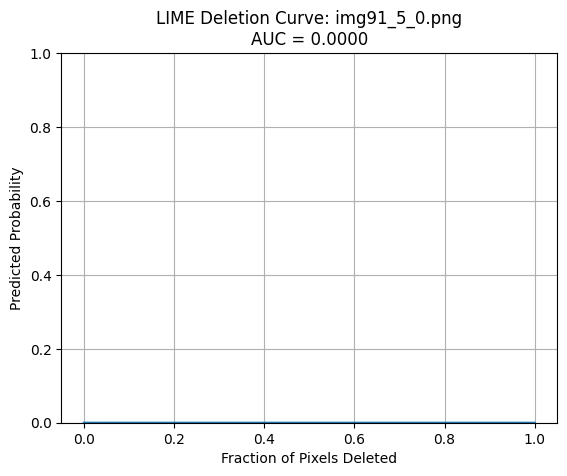 LIME Deletion Curve: img91_5_0.png
AUC = 0.0000
Predicted Probability
1.0
0.8
0.6
0.4
0.2
0.0
0.0 0.2 0.4 0.6 0.8 1.0
Fraction of Pixels Deleted